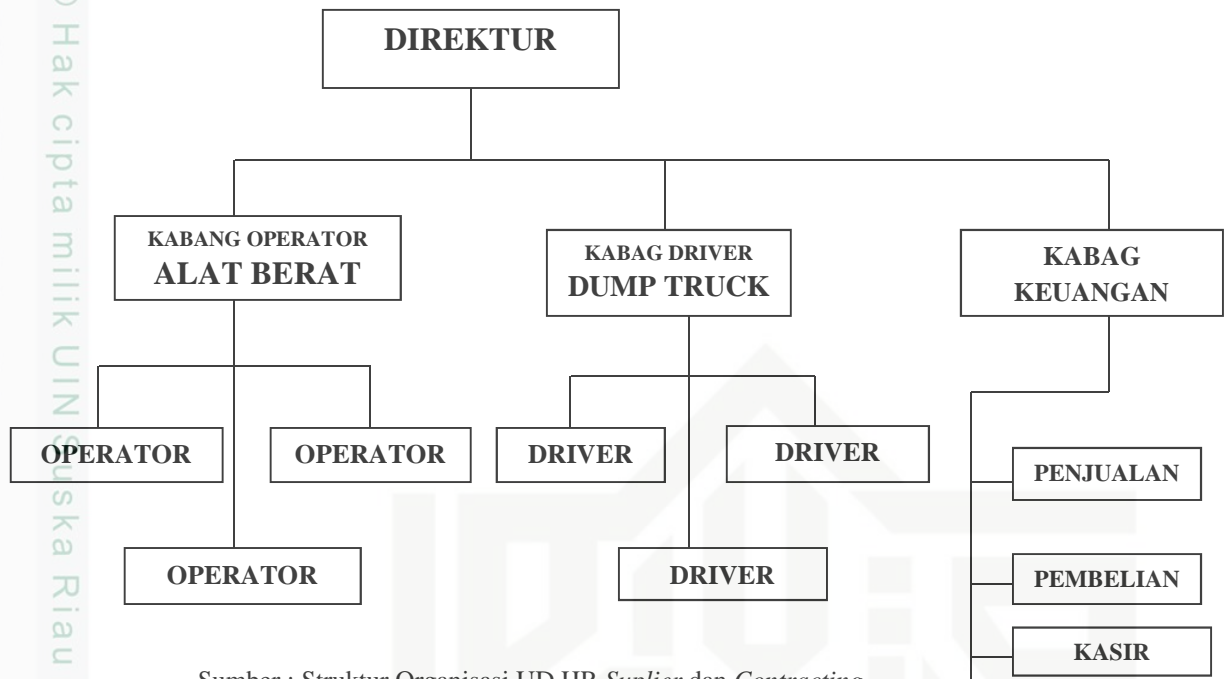 © Hak cipta milik UIN Suska Riau
DIREKTUR
KABANG OPERATOR
ALAT BERAT
KABAG DRIVER
DUMP TRUCK
KABAG
KEUANGAN
OPERATOR
OPERATOR
DRIVER
DRIVER
PENJUALAN
OPERATOR
DRIVER
PEMBELIAN
KASIR
Sumber : Struktur Organisasi UD HR Suplier dan Contracting